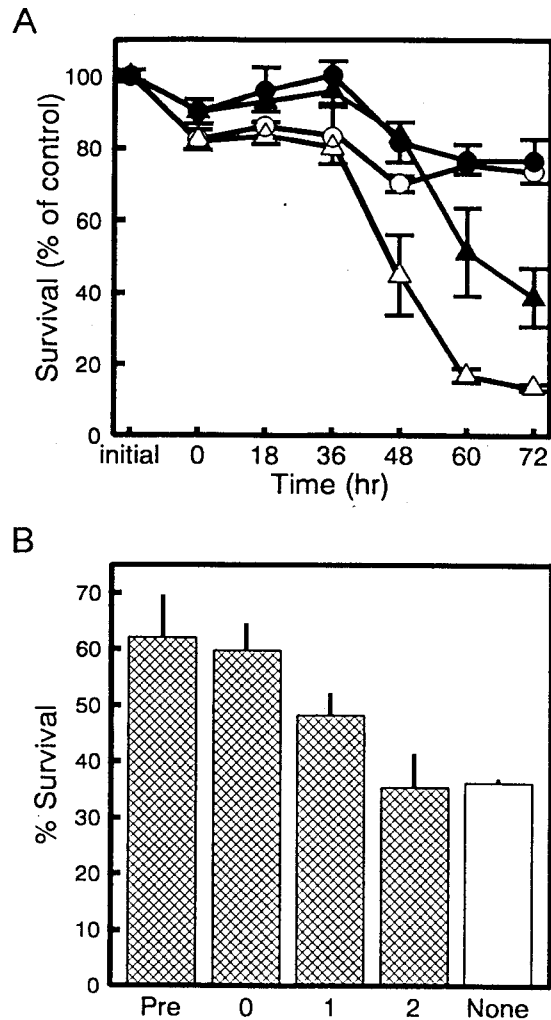 A
Survival (% of control)
100
80
60
40
20
0
initial 0 18 36 48 60 72
Time (hr)
B
% Survival
70
60
50
40
30
20
10
0
Pre 0 1 2 None